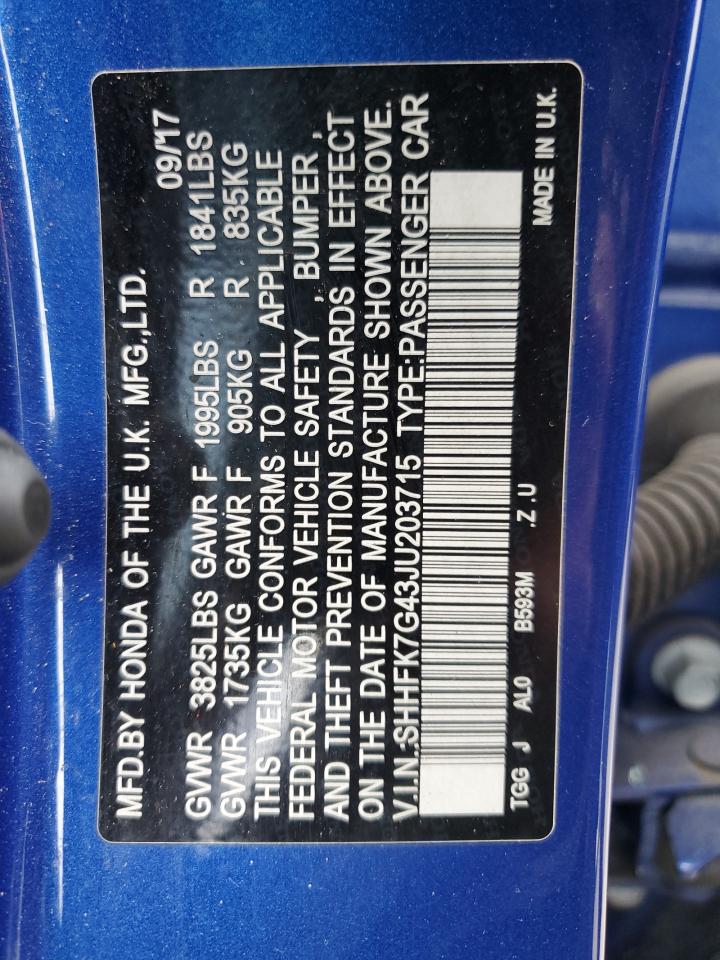 MFD.BY HONDA OF THE U.K. MFG.,LTD. 09/17
GVWR 3825LBS GAWR F 1995LBS R 1841LBS
GVWR 1735KG GAWR F 905KG R 835KG
THIS VEHICLE CONFORMS TO ALL APPLICABLE
FEDERAL MOTOR VEHICLE SAFETY , BUMPER ,
AND THEFT PREVENTION STANDARDS IN EFFECT
ON THE DATE OF MANUFACTURE SHOWN ABOVE.
V.I.N.:SHHFK7G43JU203715 TYPE:PASSENGER CAR
TGG J AL0 B593M .Z .U MADE IN U.K.